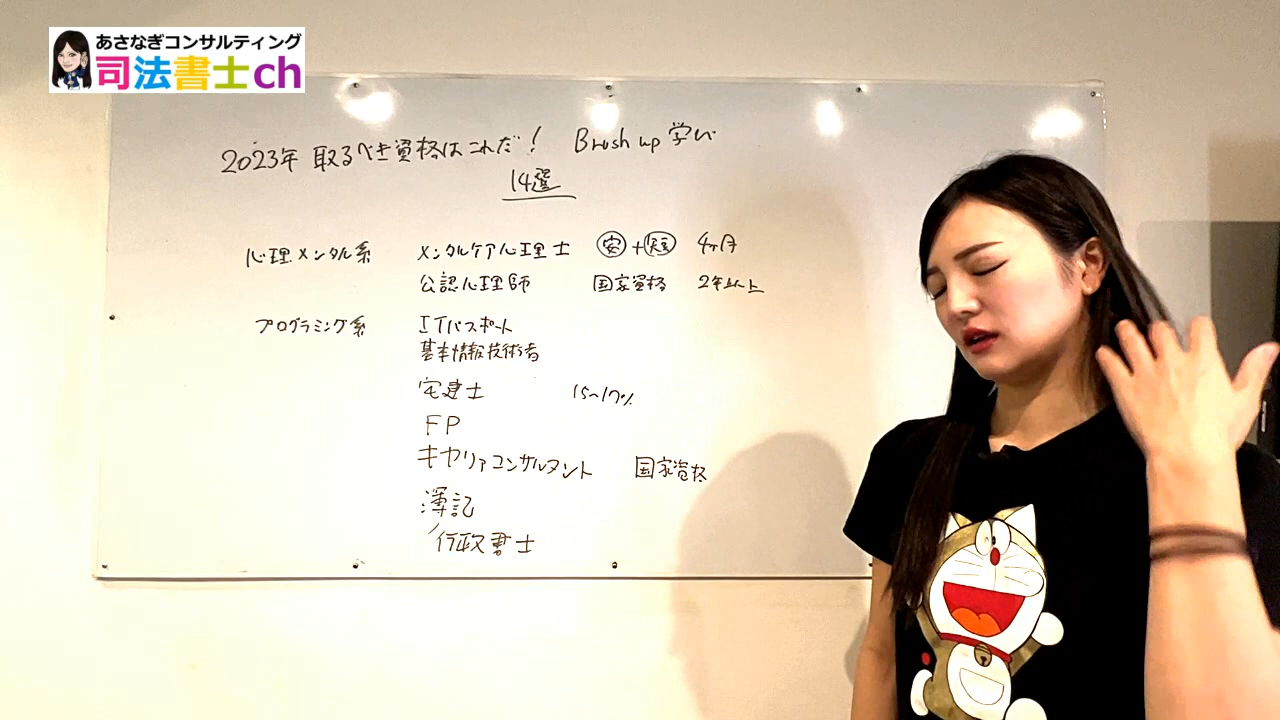 あさなぎコンサルティング
司法書士ch
2023年 取るべき資格はこれだ! Brush up 学び
14選
心理メンタル系 メンタルケア心理士 安+短 4ヶ月
公認心理師 国家資格 2年以上
プログラミング系 ITパスポート
基本情報技術者
宅建士 15~17%
FP
キャリアコンサルタント 国家資格
簿記
行政書士